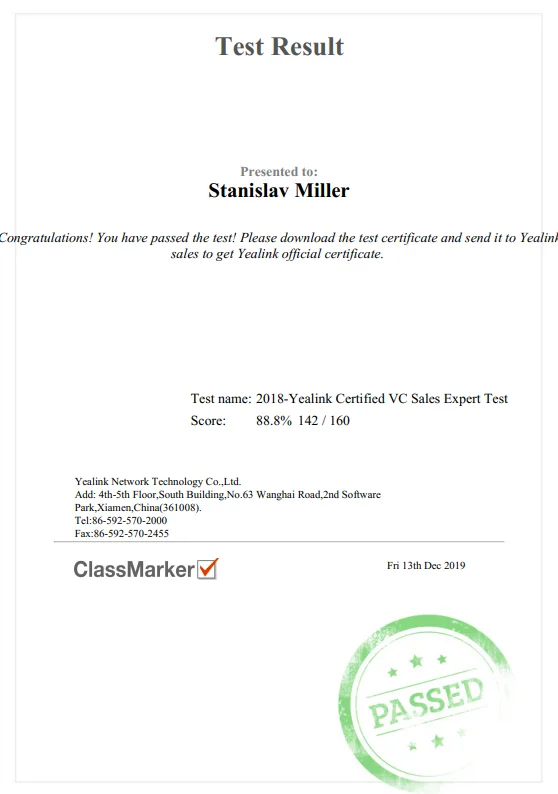 Test Result
Presented to:
Stanislav Miller
Congratulations! You have passed the test! Please download the test certificate and send it to Yealink
sales to get Yealink official certificate.
Test name: 2018-Yealink Certified VC Sales Expert Test
Score: 88.8% 142 / 160
Yealink Network Technology Co.,Ltd.
Add: 4th-5th Floor,South Building,No.63 Wanghai Road,2nd Software
Park,Xiamen,China(361008).
Tel:86-592-570-2000
Fax:86-592-570-2455
ClassMarker
Fri 13th Dec 2019
PASSED